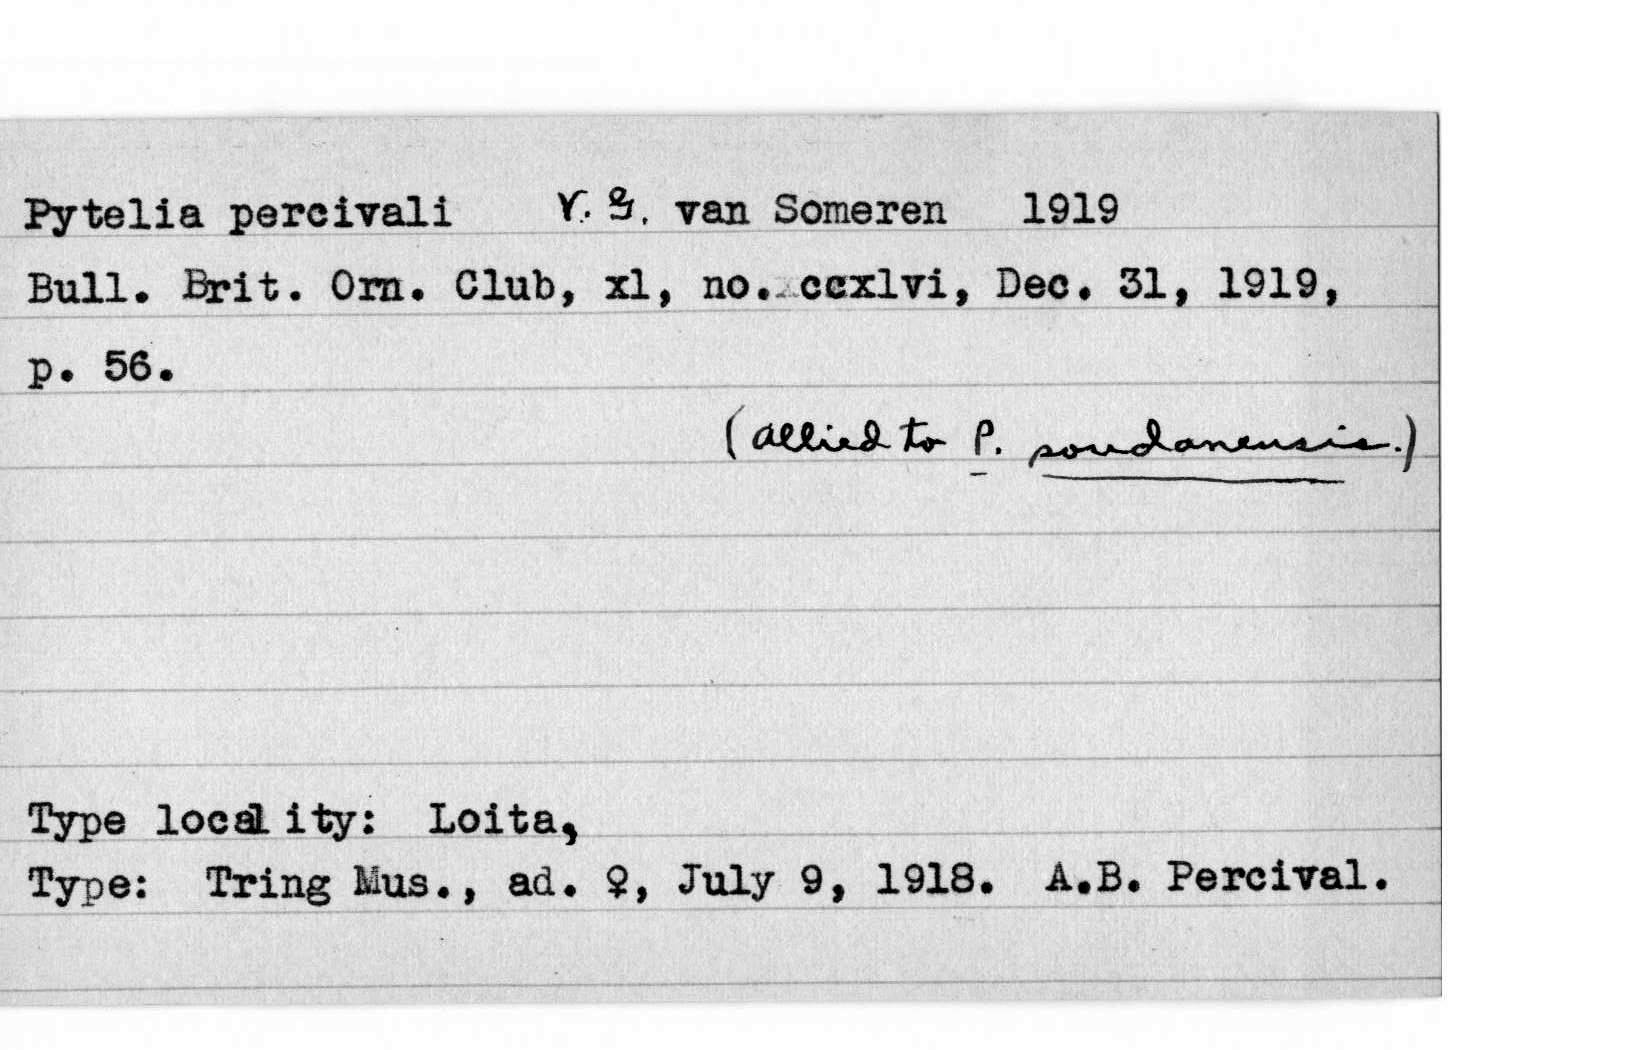 Pytelia percivali V. G. van Someren 1919
Bull. Brit. Orn. Club, xl, no. ccxlvi, Dec. 31, 1919,
p. 56.
(allied to P. soudanensis.)
Type locality: Loita,
Type: Tring Mus., ad. ♀, July 9, 1918. A.B. Percival.